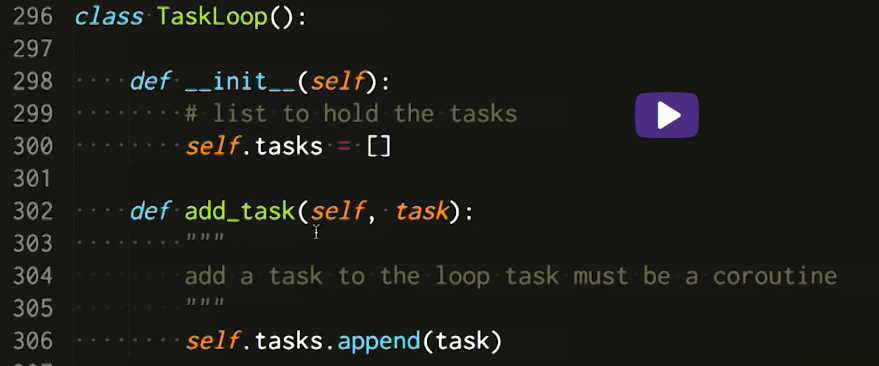 296 class TaskLoop():
297
298     def __init__(self):
299         # list to hold the tasks
300         self.tasks = []
301
302     def add_task(self, task):
303         """
304         add a task to the loop task must be a coroutine
305         """
306         self.tasks.append(task)